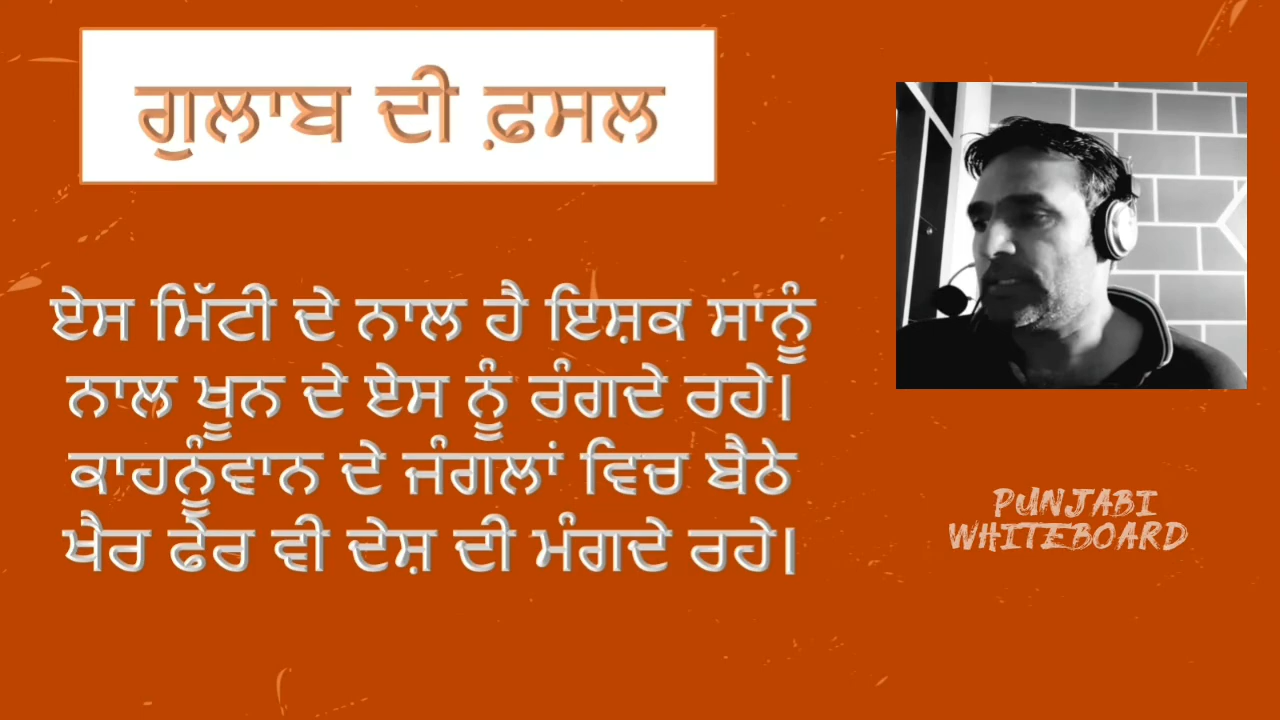 ਗੁਲਾਬ ਦੀ ਫ਼ਸਲ
ਏਸ ਮਿੱਟੀ ਦੇ ਨਾਲ ਹੈ ਇਸ਼ਕ ਸਾਨੂੰ
ਨਾਲ ਖੂਨ ਦੇ ਏਸ ਨੂੰ ਰੰਗਦੇ ਰਹੇ।
ਕਾਹਨੂੰਵਾਨ ਦੇ ਜੰਗਲਾਂ ਵਿਚ ਬੈਠੇ
ਖੈਰ ਫੇਰ ਵੀ ਦੇਸ਼ ਦੀ ਮੰਗਦੇ ਰਹੇ।
PUNJABI
WHITEBOARD